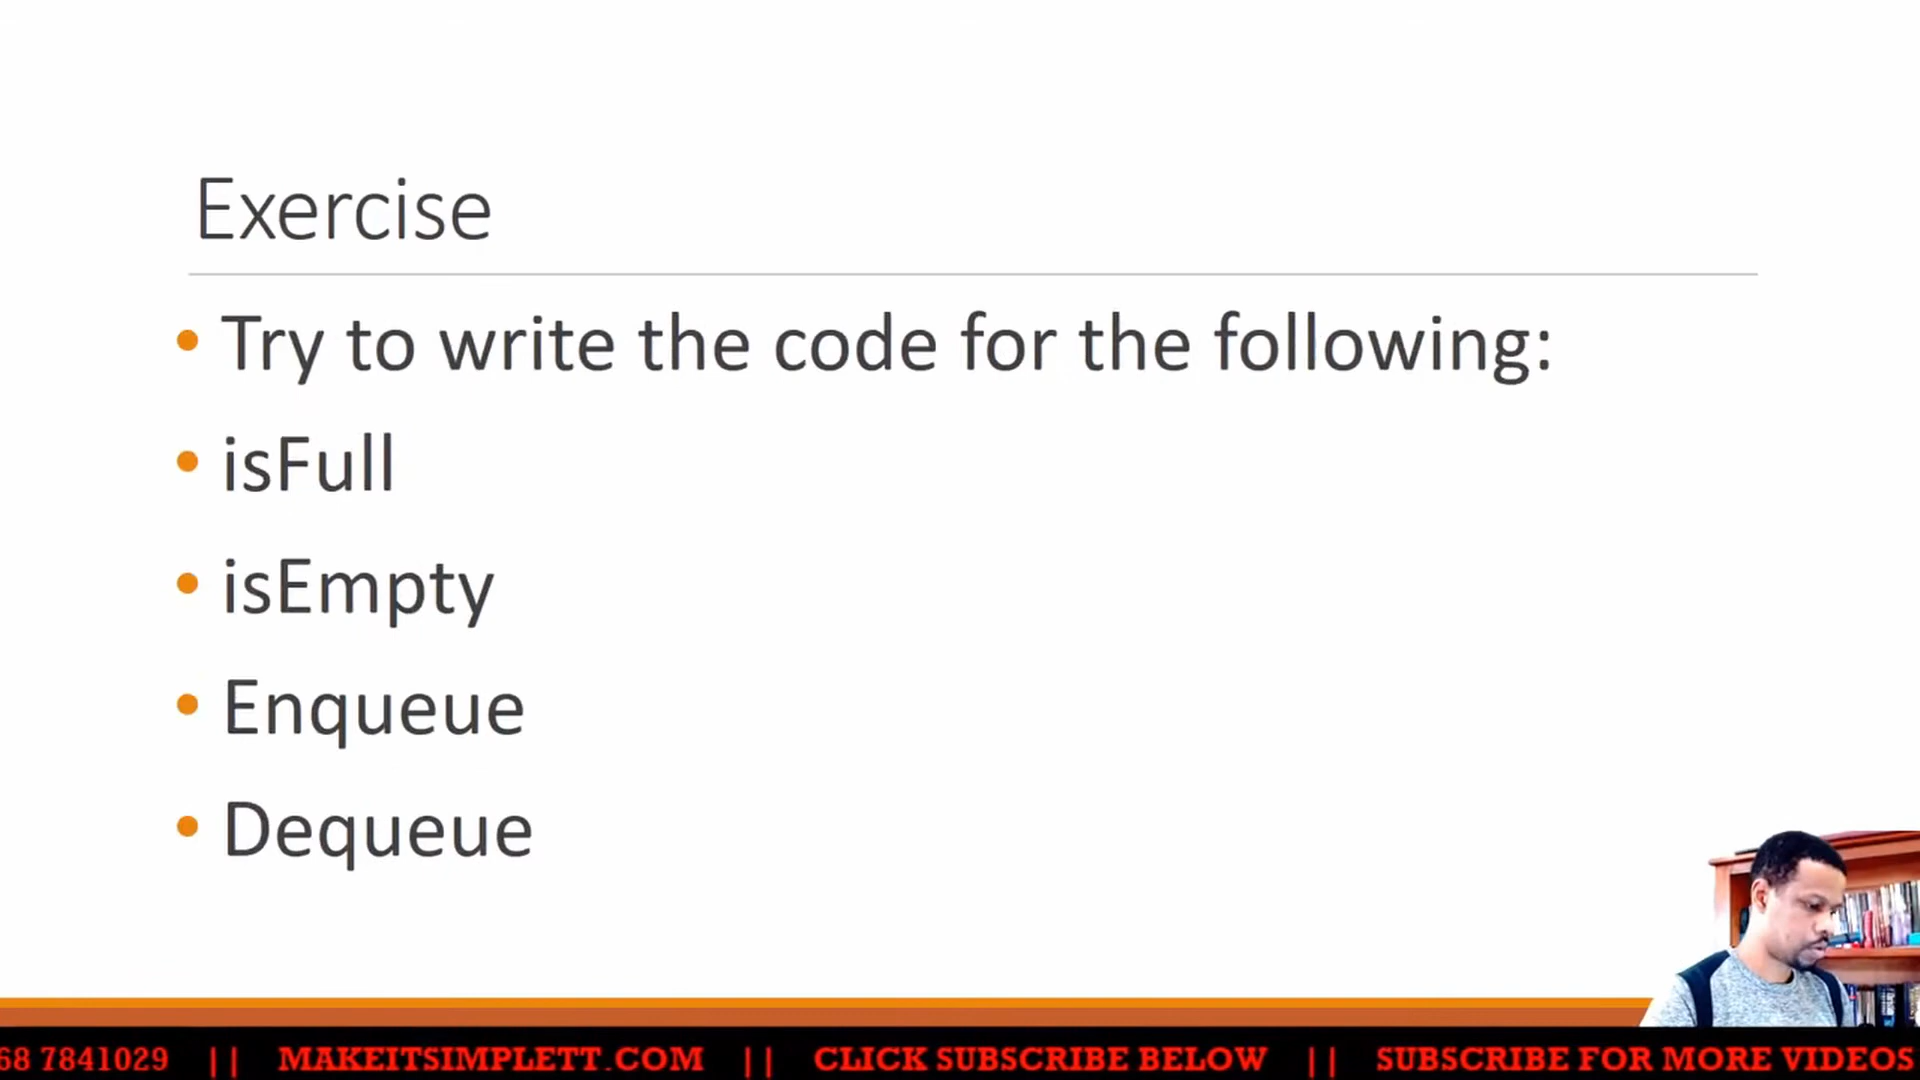 Exercise
• Try to write the code for the following:
• isFull
• isEmpty
• Enqueue
• Dequeue
68 7841029 || MAKEITSIMPLETT.COM || CLICK SUBSCRIBE BELOW || SUBSCRIBE FOR MORE VIDEOS